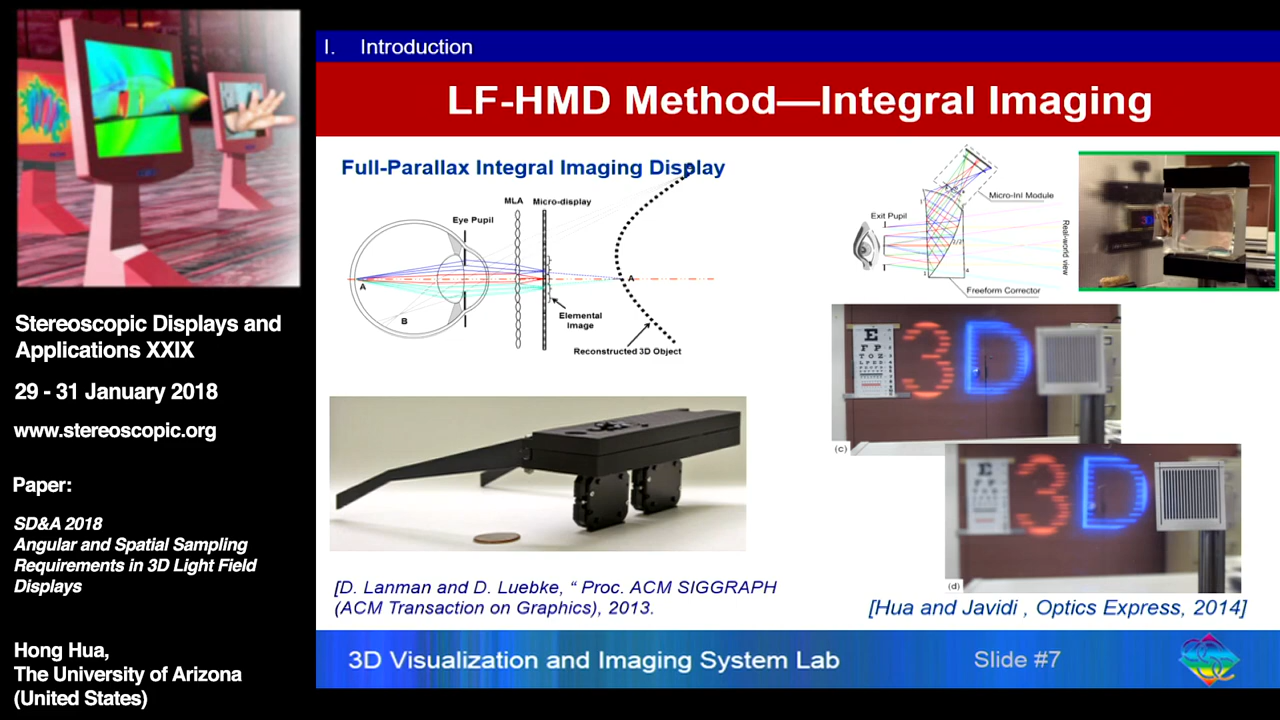 Stereoscopic Displays and
Applications XXIX
29 - 31 January 2018
www.stereoscopic.org
Paper:
SD&A 2018
Angular and Spatial Sampling
Requirements in 3D Light Field
Displays
Hong Hua,
The University of Arizona
(United States)
I. Introduction
LF-HMD Method—Integral Imaging
Full-Parallax Integral Imaging Display
MLA
Micro-display
Eye Pupil
A
B
A
Elemental
Image
Reconstructed 3D Object
Micro-InI Module
Exit Pupil
Real-world view
Freeform Corrector
3D
E
F P
T O Z
(c)
3D
E
F P
(d)
[D. Lanman and D. Luebke, “ Proc. ACM SIGGRAPH
(ACM Transaction on Graphics), 2013.
[Hua and Javidi , Optics Express, 2014]
3D Visualization and Imaging System Lab
Slide #7